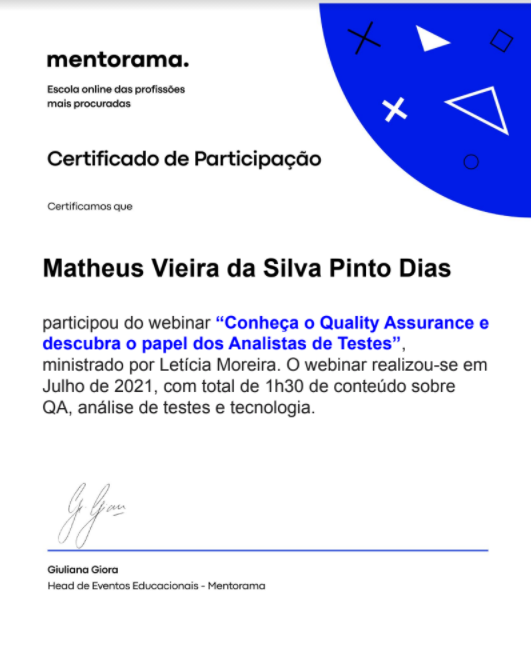 mentorama.
Escola online das profissões
mais procuradas
Certificado de Participação
Certificamos que
Matheus Vieira da Silva Pinto Dias
participou do webinar “Conheça o Quality Assurance e
descubra o papel dos Analistas de Testes”,
ministrado por Letícia Moreira. O webinar realizou-se em
Julho de 2021, com total de 1h30 de conteúdo sobre
QA, análise de testes e tecnologia.
Giuliana Giora
Head de Eventos Educacionais - Mentorama